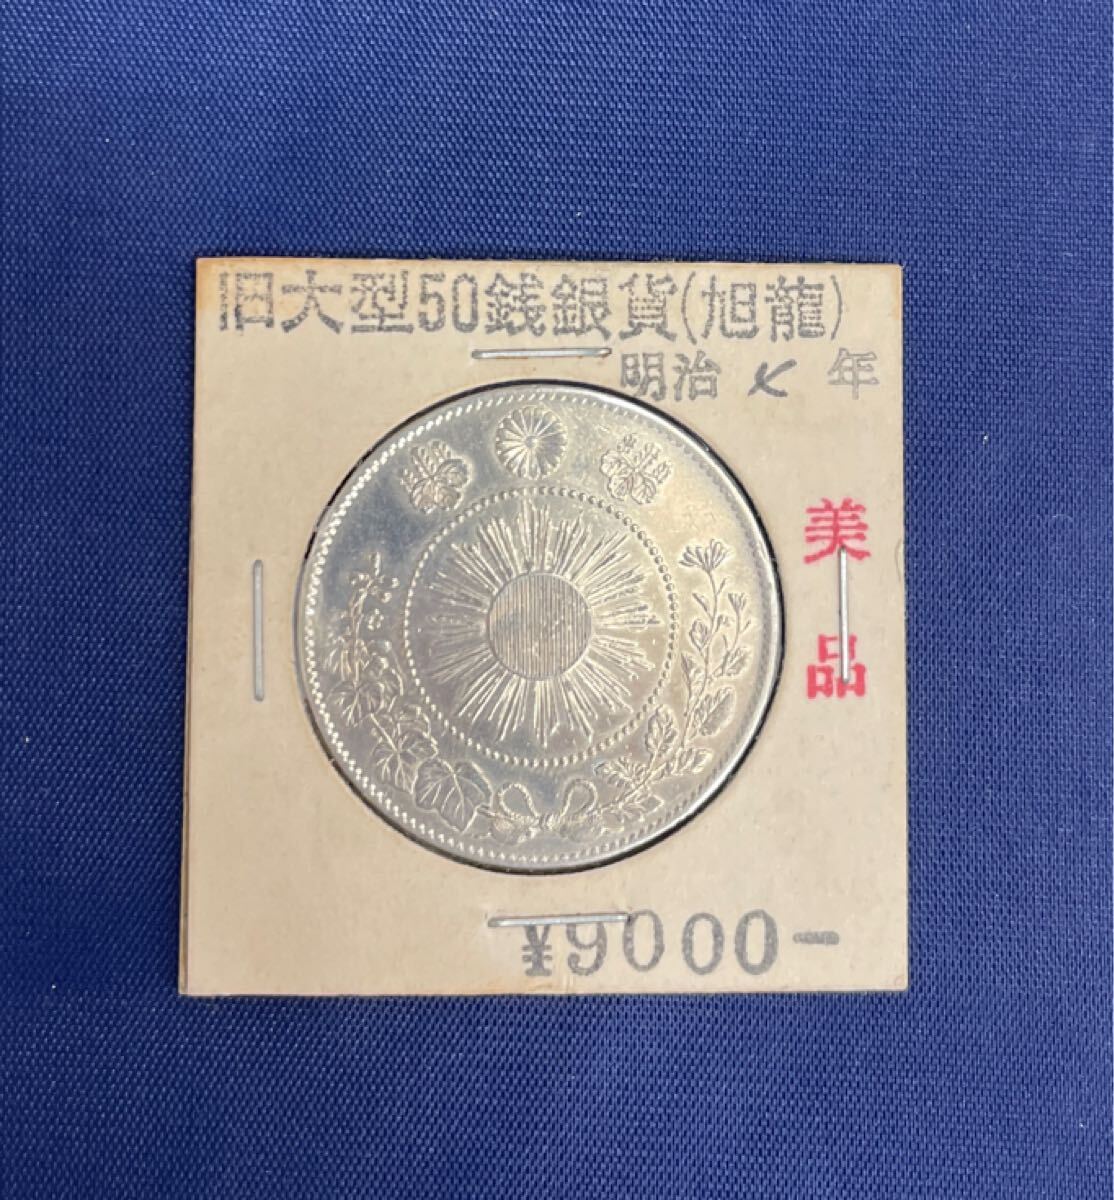 旧大型50銭銀貨(旭龍)
明治 年
美品
¥9000-